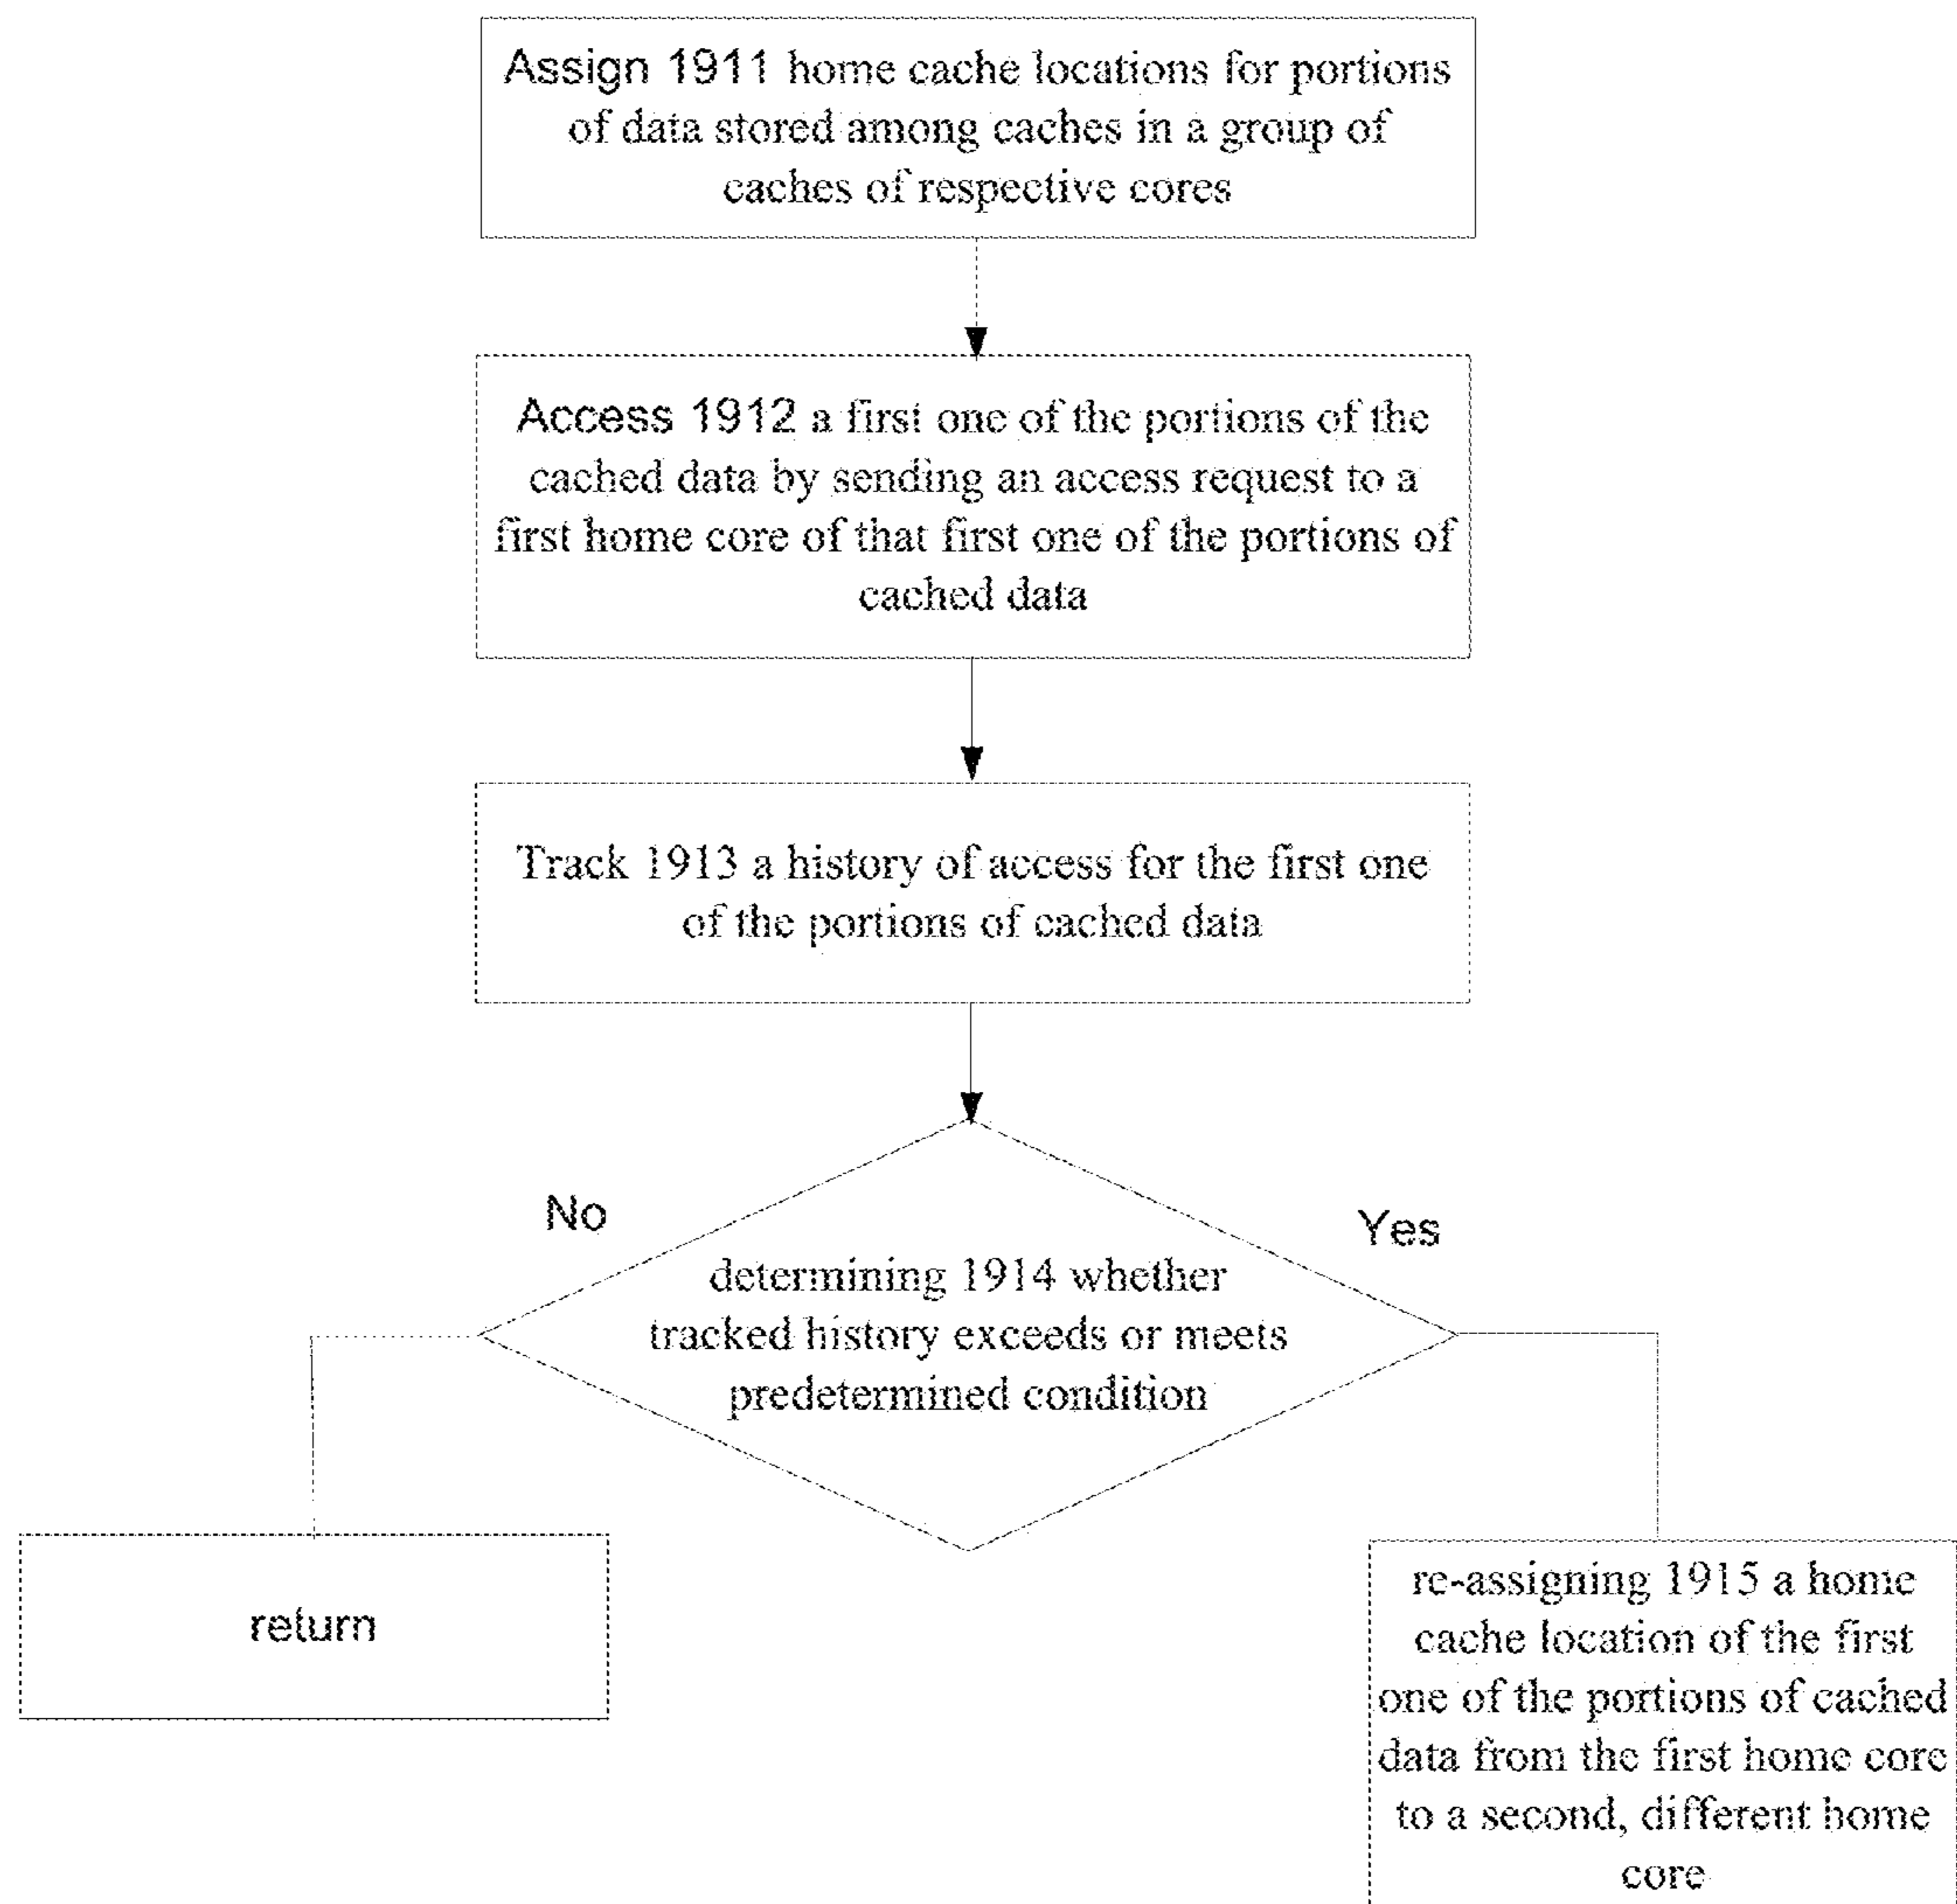 Assign 1911 home cache locations for portions
of data stored among caches in a group of
caches of respective cores
Access 1912 a first one of the portions of the
cached data by sending an access request to a
first home core of that first one of the portions of
cached data
Track 1913 a history of access for the first one
of the portions of cached data
No
Yes
determining 1914 whether
tracked history exceeds or meets
predetermined condition
return
re-assigning 1915 a home
cache location of the first
one of the portions of cached
data from the first home core
to a second, different home
core